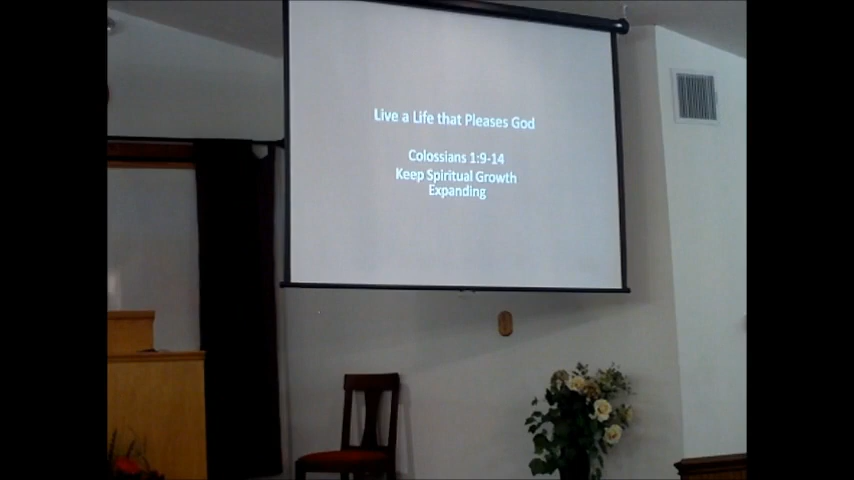 Live a Life that Pleases God
Colossians 1:9-14
Keep Spiritual Growth
Expanding